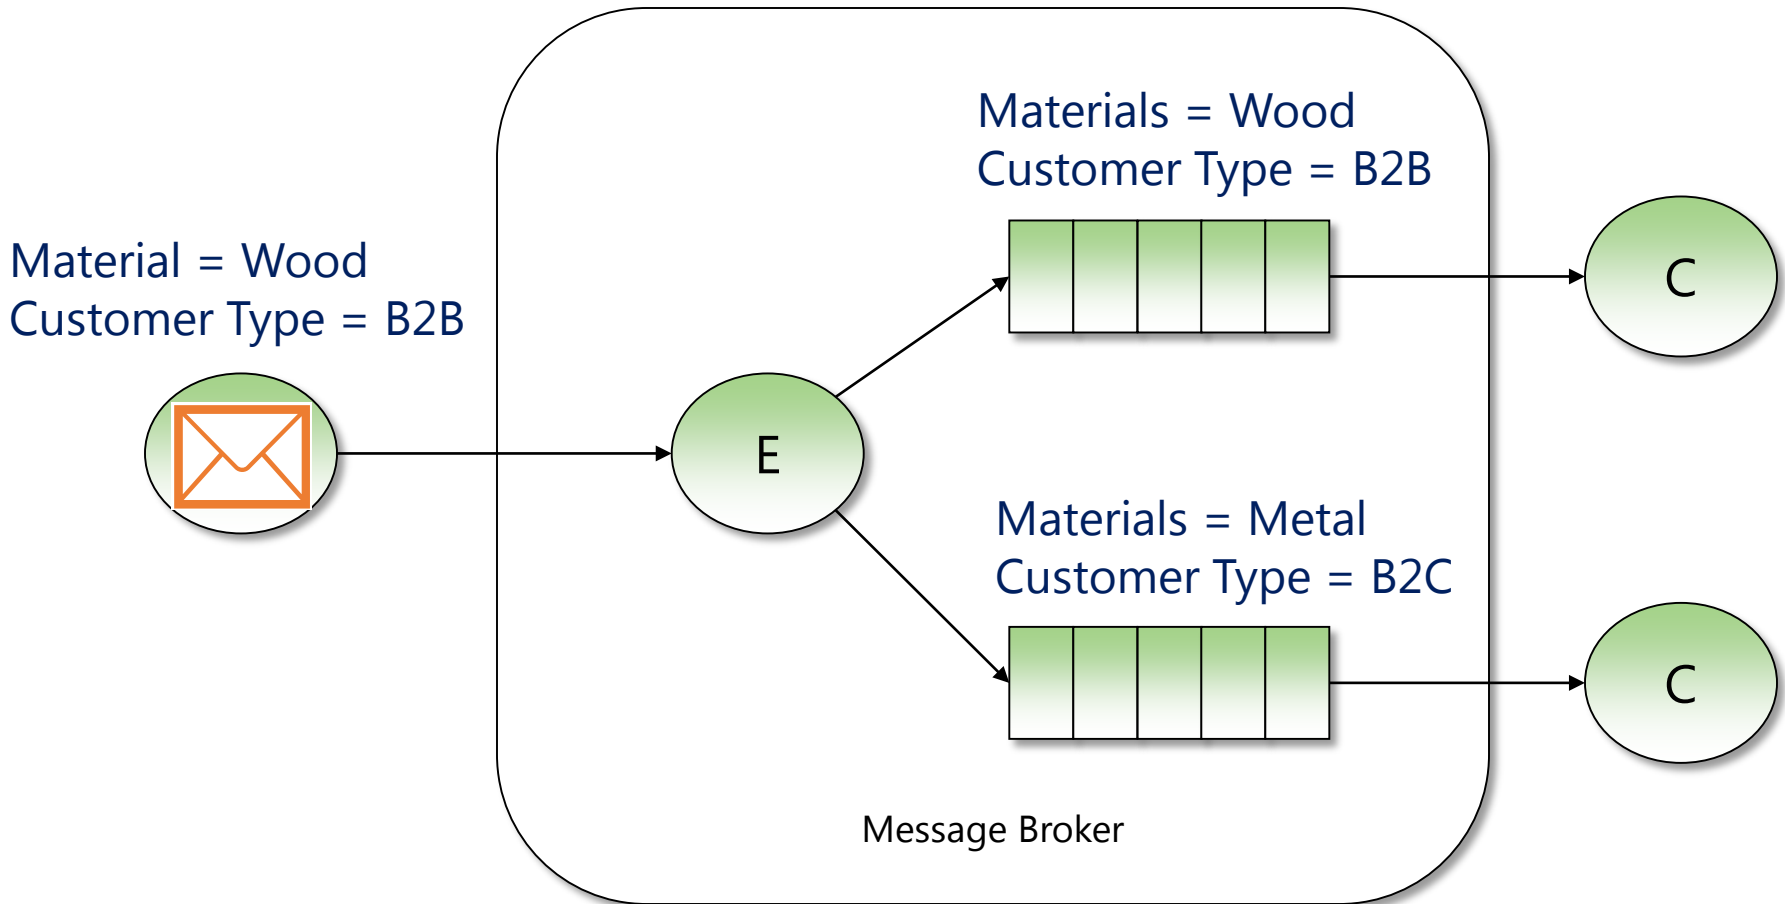 Material = Wood
Customer Type = B2B
E
Materials = Wood
Customer Type = B2B
C
Materials = Metal
Customer Type = B2C
C
Message Broker